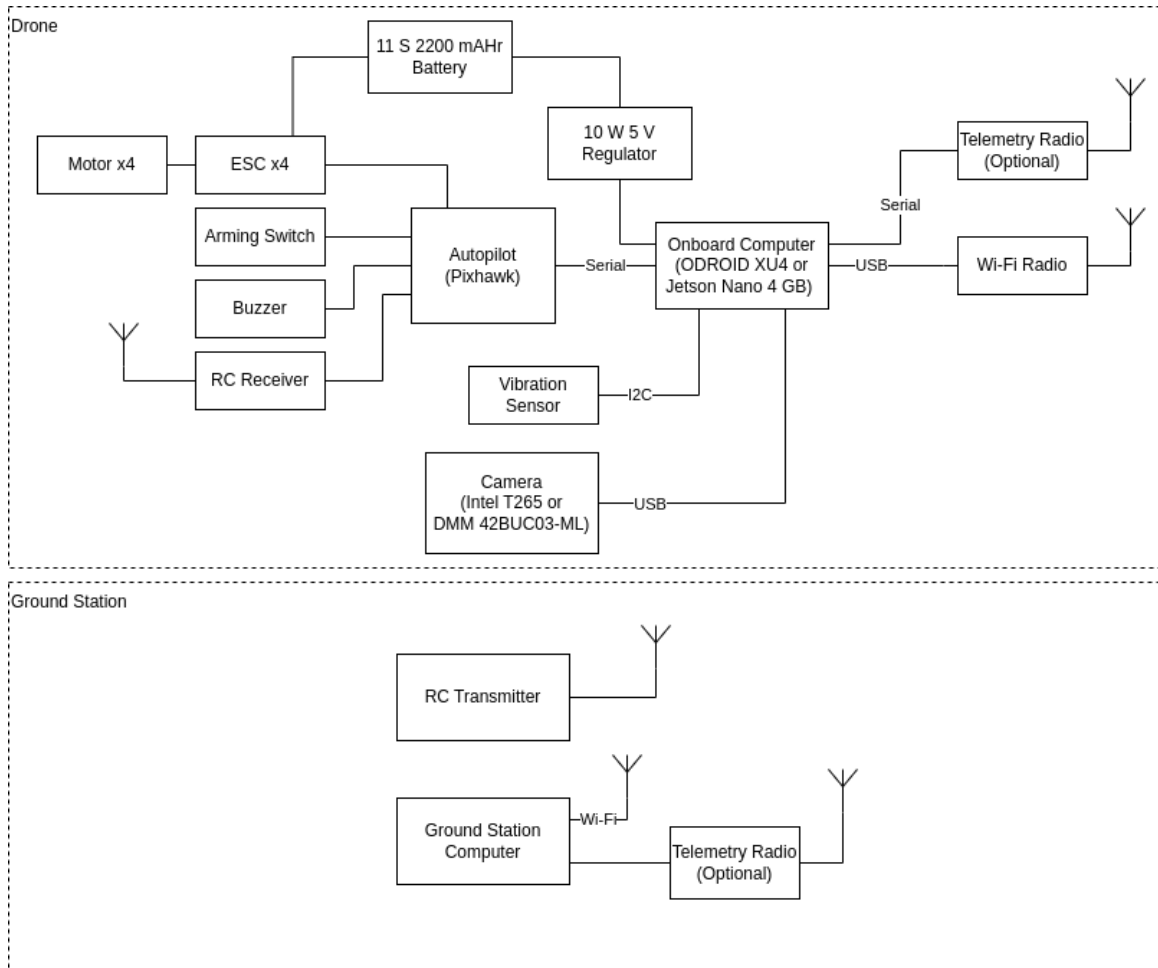 Drone
11 S 2200 mAHr
Battery
10 W 5 V
Regulator
Motor x4
ESC x4
Telemetry Radio
(Optional)
Serial
Arming Switch
Autopilot
(Pixhawk)
Serial
Onboard Computer
(ODROID XU4 or
Jetson Nano 4 GB)
USB
Wi-Fi Radio
Buzzer
RC Receiver
Vibration
Sensor
I2C
Camera
(Intel T265 or
DMM 42BUC03-ML)
USB
Ground Station
RC Transmitter
Ground Station
Computer
Wi-Fi
Telemetry Radio
(Optional)